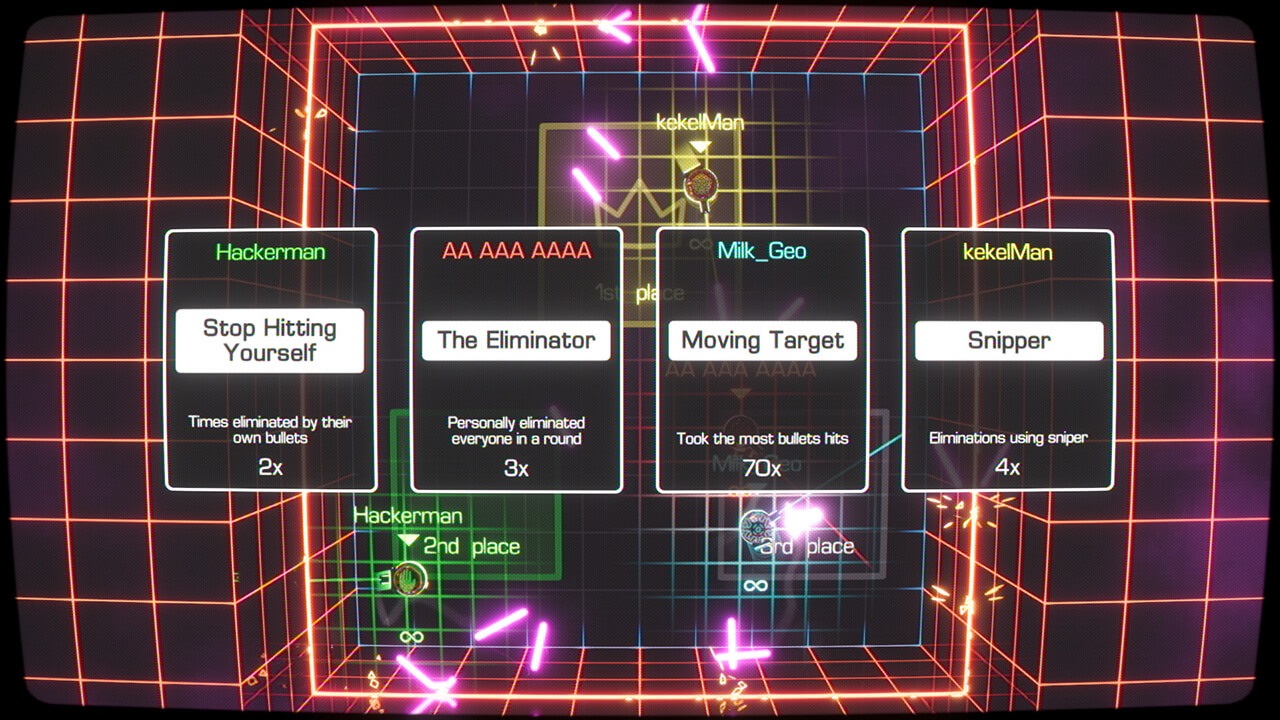 kekelMan
∞
1st place
Hackerman
Stop Hitting
Yourself
Times eliminated by their
own bullets
2x
AA AAA AAAA
The Eliminator
Personally eliminated
everyone in a round
3x
Milk_Geo
Moving Target
Took the most bullets hits
70x
kekelMan
Snipper
Eliminations using sniper
4x
AA AAA AAAA
Milk_Geo
Hackerman
2nd place
∞
3rd place
∞